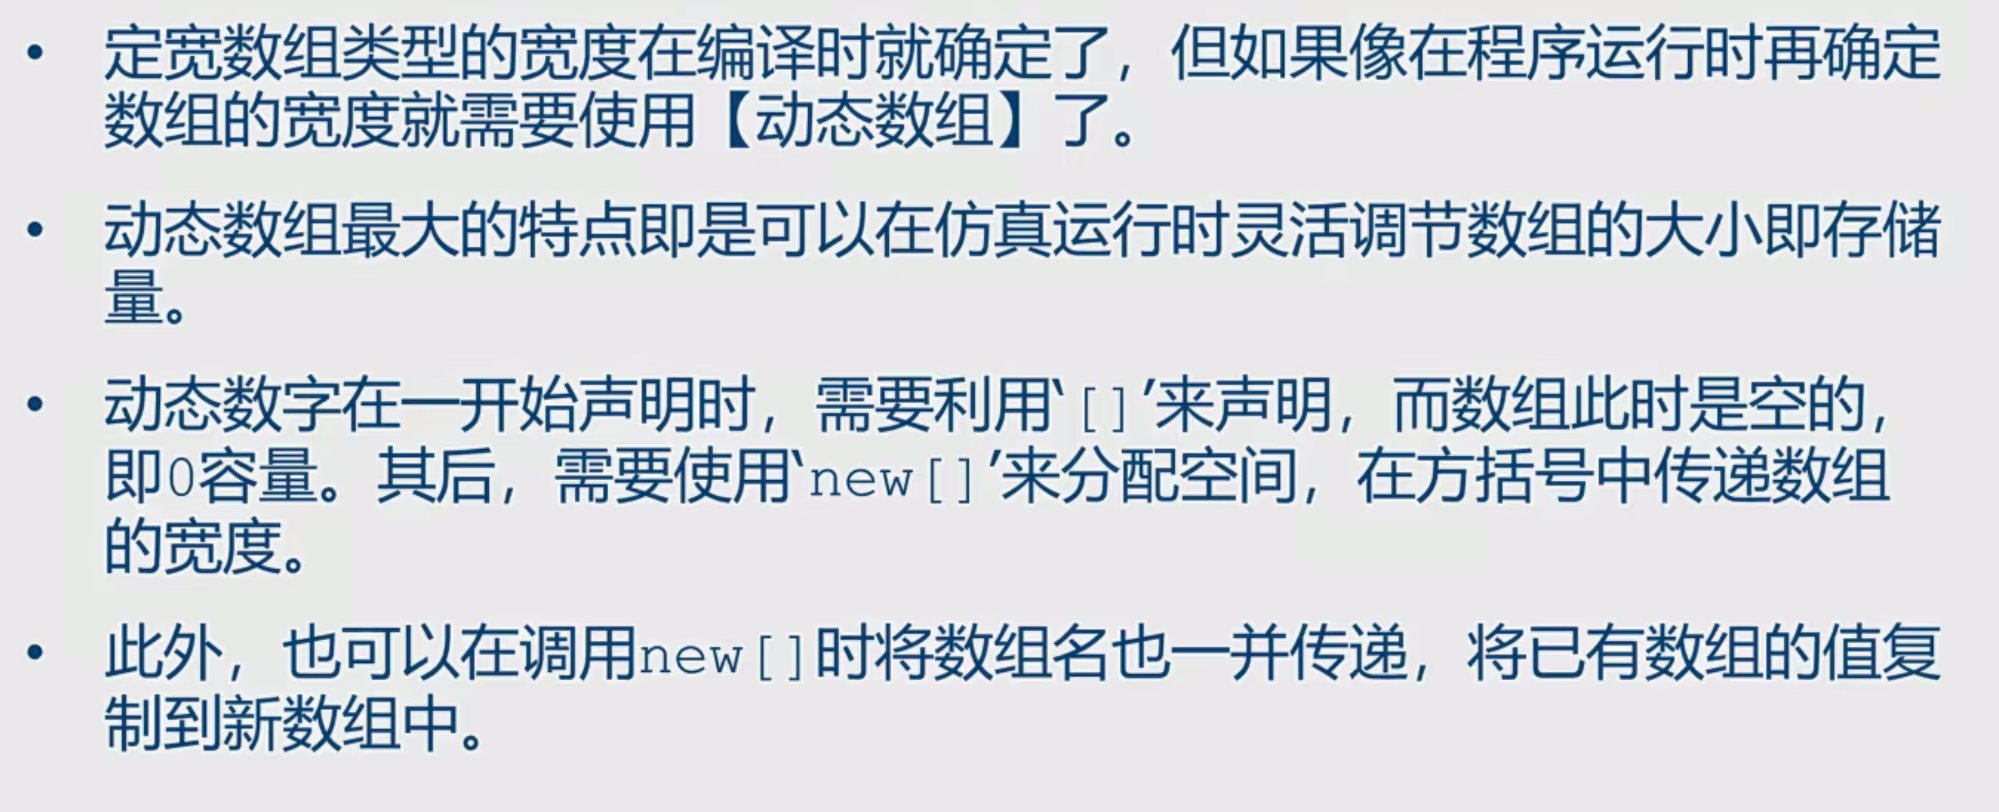 • 定宽数组类型的宽度在编译时就确定了，但如果像在程序运行时再确定
数组的宽度就需要使用【动态数组】了。
• 动态数组最大的特点即是可以在仿真运行时灵活调节数组的大小即存储
量。
• 动态数字在一开始声明时，需要利用‘[]’来声明，而数组此时是空的，
即0容量。其后，需要使用‘new[]’来分配空间，在方括号中传递数组
的宽度。
• 此外，也可以在调用new[]时将数组名也一并传递，将已有数组的值复
制到新数组中。